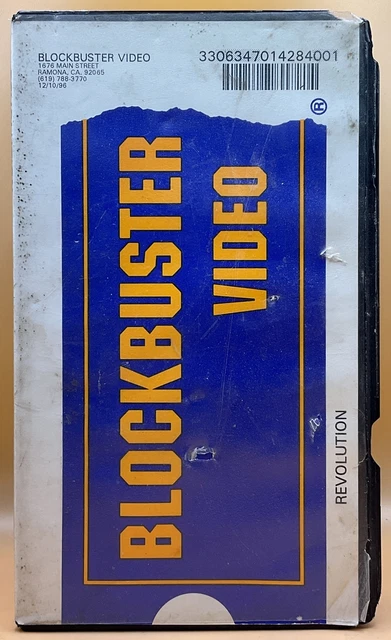 BLOCKBUSTER VIDEO
1676 MAIN STREET
RAMONA, CA. 92065
(619) 788-3770
12/10/96
3306347014284001
®
BLOCKBUSTER
VIDEO
REVOLUTION